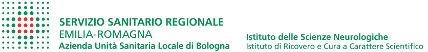 SERVIZIO SANITARIO REGIONALE
EMILIA-ROMAGNA
Azienda Unità Sanitaria Locale di Bologna
Istituto delle Scienze Neurologiche
Istituto di Ricovero e Cura a Carattere Scientifico